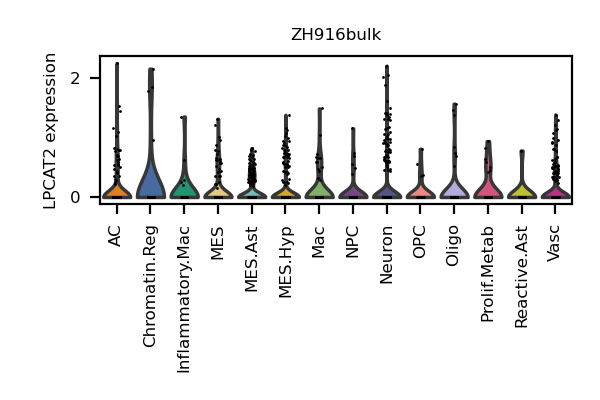 ZH916bulk
LPCAT2 expression
2
0
AC
Chromatin.Reg
Inflammatory.Mac
MES
MES.Ast
MES.Hyp
Mac
NPC
Neuron
OPC
Oligo
Prolif.Metab
Reactive.Ast
Vasc